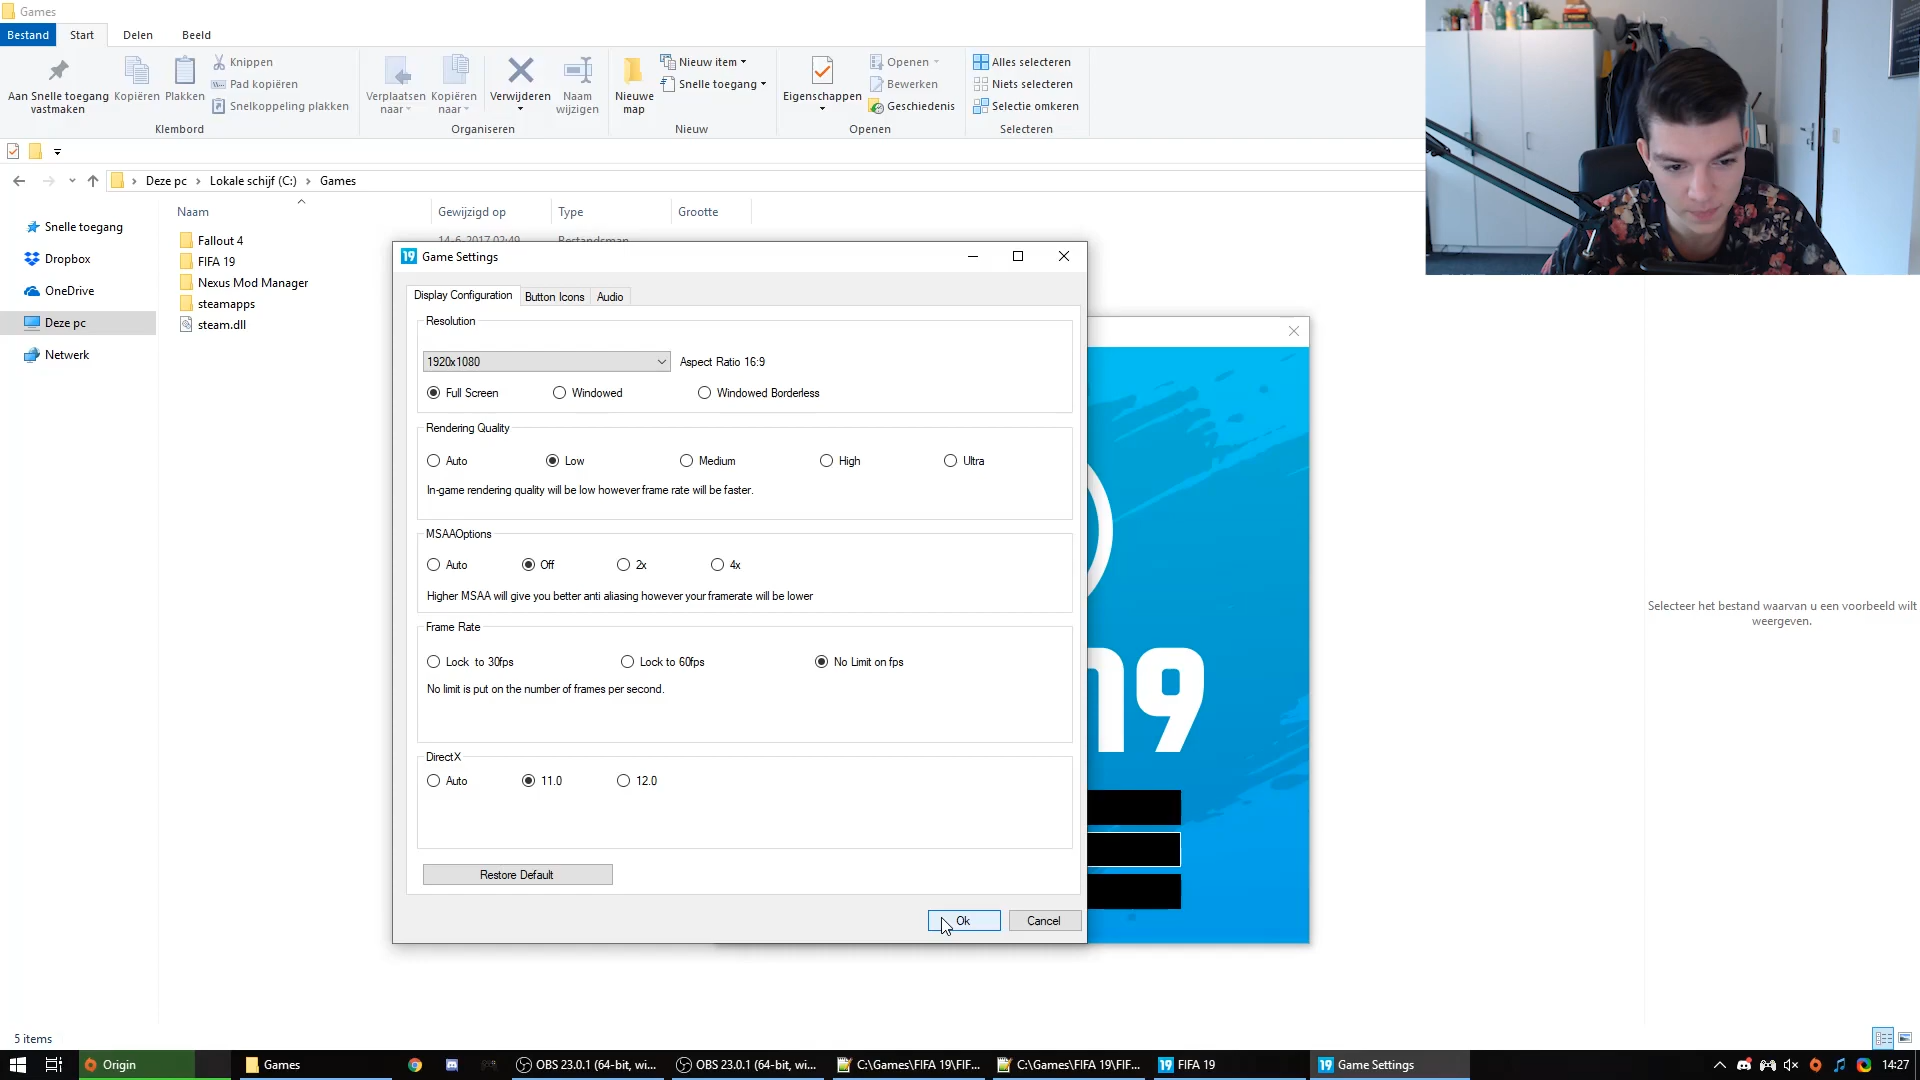 Games
Bestand Start Delen Beeld
Aan Snelle toegang vastmaken
Kopiëren
Plakken
Knippen
Pad kopiëren
Snelkoppeling plakken
Klembord
Verplaatsen naar
Kopiëren naar
Verwijderen
Naam wijzigen
Organiseren
Nieuwe map
Nieuw item
Snelle toegang
Nieuw
Eigenschappen
Openen
Bewerken
Geschiedenis
Openen
Alles selecteren
Niets selecteren
Selectie omkeren
Selecteren
Deze pc › Lokale schijf (C:) › Games
Naam Gewijzigd op Type Grootte
Snelle toegang
Dropbox
OneDrive
Deze pc
Netwerk
Fallout 4 14-6-2017 02:49 Bestandsmap
FIFA 19
Nexus Mod Manager
steamapps
steam.dll
19 Game Settings
Display Configuration Button Icons Audio
Resolution
1920x1080 Aspect Ratio 16:9
Full Screen Windowed Windowed Borderless
Rendering Quality
Auto Low Medium High Ultra
In-game rendering quality will be low however frame rate will be faster.
MSAAOptions
Auto Off 2x 4x
Higher MSAA will give you better anti aliasing however your framerate will be lower
Frame Rate
Lock to 30fps Lock to 60fps No Limit on fps
No limit is put on the number of frames per second.
DirectX
Auto 11.0 12.0
Restore Default
Ok Cancel
19
Selecteer het bestand waarvan u een voorbeeld wilt
weergeven.
5 items
Origin
Games
OBS 23.0.1 (64-bit, wi...
OBS 23.0.1 (64-bit, wi...
C:\Games\FIFA 19\FIF...
C:\Games\FIFA 19\FIF...
19 FIFA 19
19 Game Settings
14:27